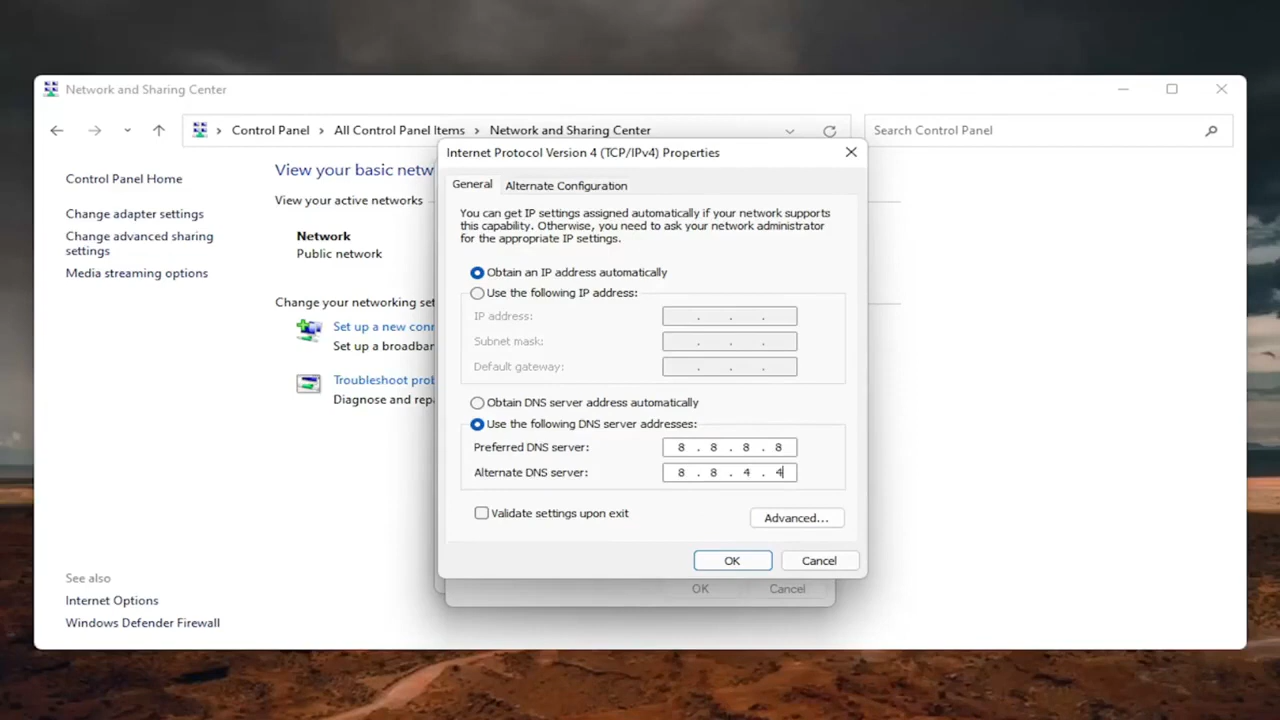 Network and Sharing Center
Control Panel > All Control Panel Items > Network and Sharing Center
Search Control Panel
Control Panel Home
Change adapter settings
Change advanced sharing
settings
Media streaming options
See also
Internet Options
Windows Defender Firewall
View your basic netw
View your active networks
Network
Public network
Change your networking set
Set up a new conn
Set up a broadban
Troubleshoot prob
Diagnose and repa
Internet Protocol Version 4 (TCP/IPv4) Properties
General Alternate Configuration
You can get IP settings assigned automatically if your network supports
this capability. Otherwise, you need to ask your network administrator
for the appropriate IP settings.
Obtain an IP address automatically
Use the following IP address:
IP address: . . .
Subnet mask: . . .
Default gateway: . . .
Obtain DNS server address automatically
Use the following DNS server addresses:
Preferred DNS server: 8 . 8 . 8 . 8
Alternate DNS server: 8 . 8 . 4 . 4
Validate settings upon exit
Advanced...
OK Cancel
OK Cancel